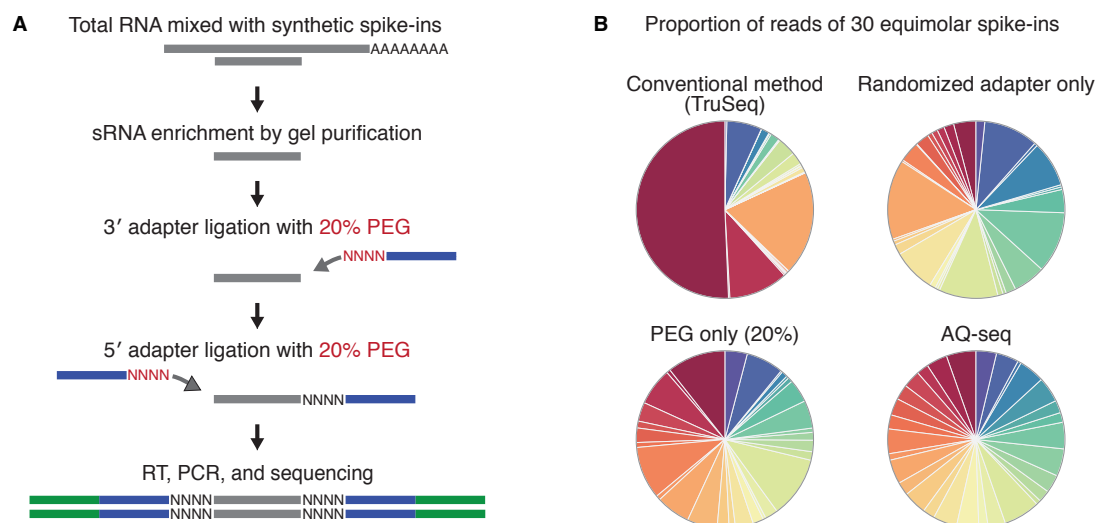 A
Total RNA mixed with synthetic spike-ins
AAAAAAAA
sRNA enrichment by gel purification
3′ adapter ligation with 20% PEG
NNNN
5′ adapter ligation with 20% PEG
NNNN
NNNN
RT, PCR, and sequencing
NNNN NNNN
NNNN NNNN
B
Proportion of reads of 30 equimolar spike-ins
Conventional method
(TruSeq)
Randomized adapter only
PEG only (20%)
AQ-seq